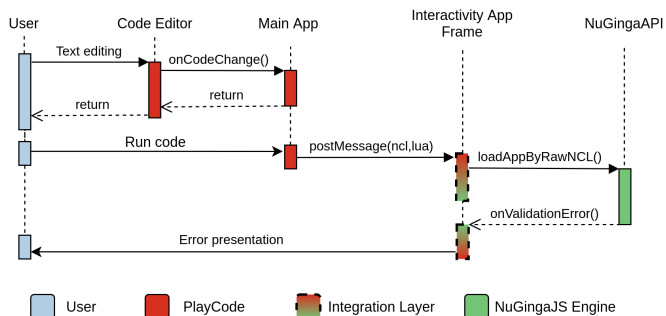 User
Code Editor
Main App
Interactivity App
Frame
NuGingaAPI
Text editing
onCodeChange()
return
return
Run code
postMessage(ncl,lua)
loadAppByRawNCL()
onValidationError()
Error presentation
User
PlayCode
Integration Layer
NuGingaJS Engine